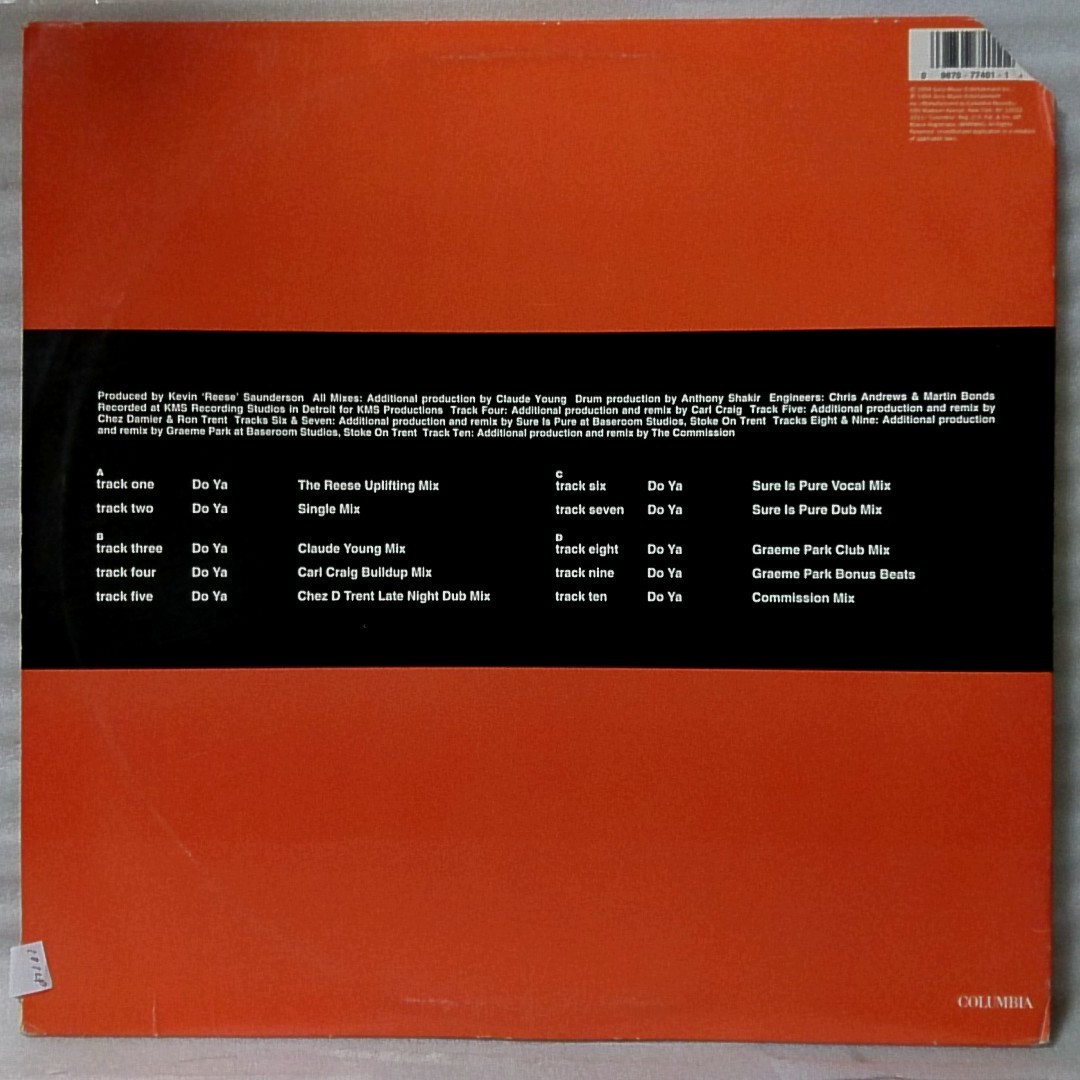 0 9870-77401-1
Produced by Kevin ‘Reese’ Saunderson All Mixes: Additional production by Claude Young Drum production by Anthony Shakir Engineers: Chris Andrews & Martin Bonds
Recorded at KMS Recording Studios in Detroit for KMS Productions Track Four: Additional production and remix by Carl Craig Track Five: Additional production and remix by
Chez Damier & Ron Trent Tracks Six & Seven: Additional production and remix by Sure Is Pure at Baseroom Studios, Stoke On Trent Tracks Eight & Nine: Additional production
and remix by Graeme Park at Baseroom Studios, Stoke On Trent Track Ten: Additional production and remix by The Commission
A
track one Do Ya The Reese Uplifting Mix
track two Do Ya Single Mix
B
track three Do Ya Claude Young Mix
track four Do Ya Carl Craig Buildup Mix
track five Do Ya Chez D Trent Late Night Dub Mix
C
track six Do Ya Sure Is Pure Vocal Mix
track seven Do Ya Sure Is Pure Dub Mix
D
track eight Do Ya Graeme Park Club Mix
track nine Do Ya Graeme Park Bonus Beats
track ten Do Ya Commission Mix
COLUMBIA